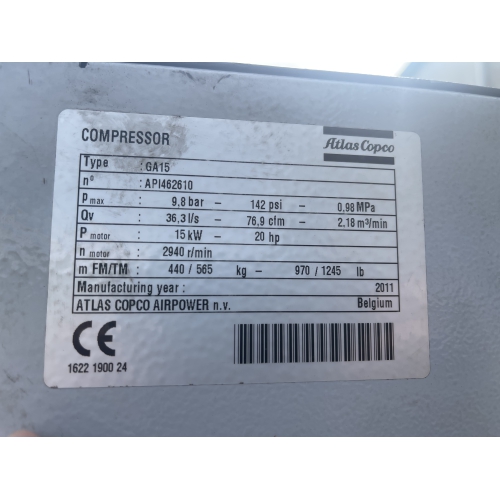 COMPRESSOR
Atlas Copco
Type : GA15
n° : API462610
p max : 9,8 bar – 142 psi – 0,98 MPa
Qv : 36,3 l/s – 76,9 cfm – 2,18 m³/min
P motor : 15 kW – 20 hp
n motor : 2940 r/min
m FM/TM : 440 / 565 kg – 970 / 1245 lb
Manufacturing year : 2011
ATLAS COPCO AIRPOWER n.v. Belgium
CE
1622 1900 24